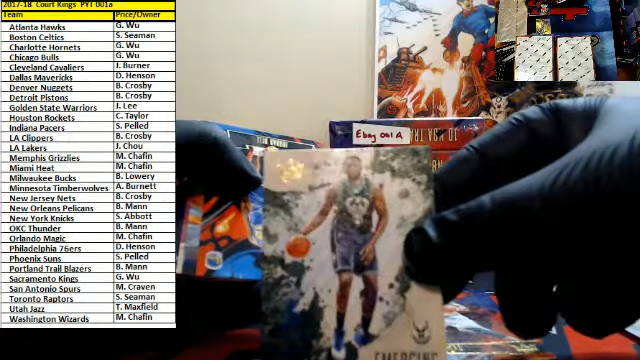 2017-18 Court Kings PYT 001a
Team Price/Owner
Atlanta Hawks G. Wu
Boston Celtics S. Seaman
Charlotte Hornets G. Wu
Chicago Bulls G. Wu
Cleveland Cavaliers J. Burner
Dallas Mavericks D. Henson
Denver Nuggets B. Crosby
Detroit Pistons B. Crosby
Golden State Warriors J. Lee
Houston Rockets C. Taylor
Indiana Pacers S. Pelled
LA Clippers B. Crosby
LA Lakers J. Chou
Memphis Grizzlies M. Chafin
Miami Heat M. Chafin
Milwaukee Bucks B. Lowery
Minnesota Timberwolves A. Burnett
New Jersey Nets B. Crosby
New Orleans Pelicans B. Mann
New York Knicks S. Abbott
OKC Thunder B. Mann
Orlando Magic M. Chafin
Philadelphia 76ers D. Henson
Phoenix Suns S. Pelled
Portland Trail Blazers B. Mann
Sacramento Kings G. Wu
San Antonio Spurs M. Craven
Toronto Raptors S. Seaman
Utah Jazz T. Maxfield
Washington Wizards M. Chafin
Ebay 001A
EMERGING